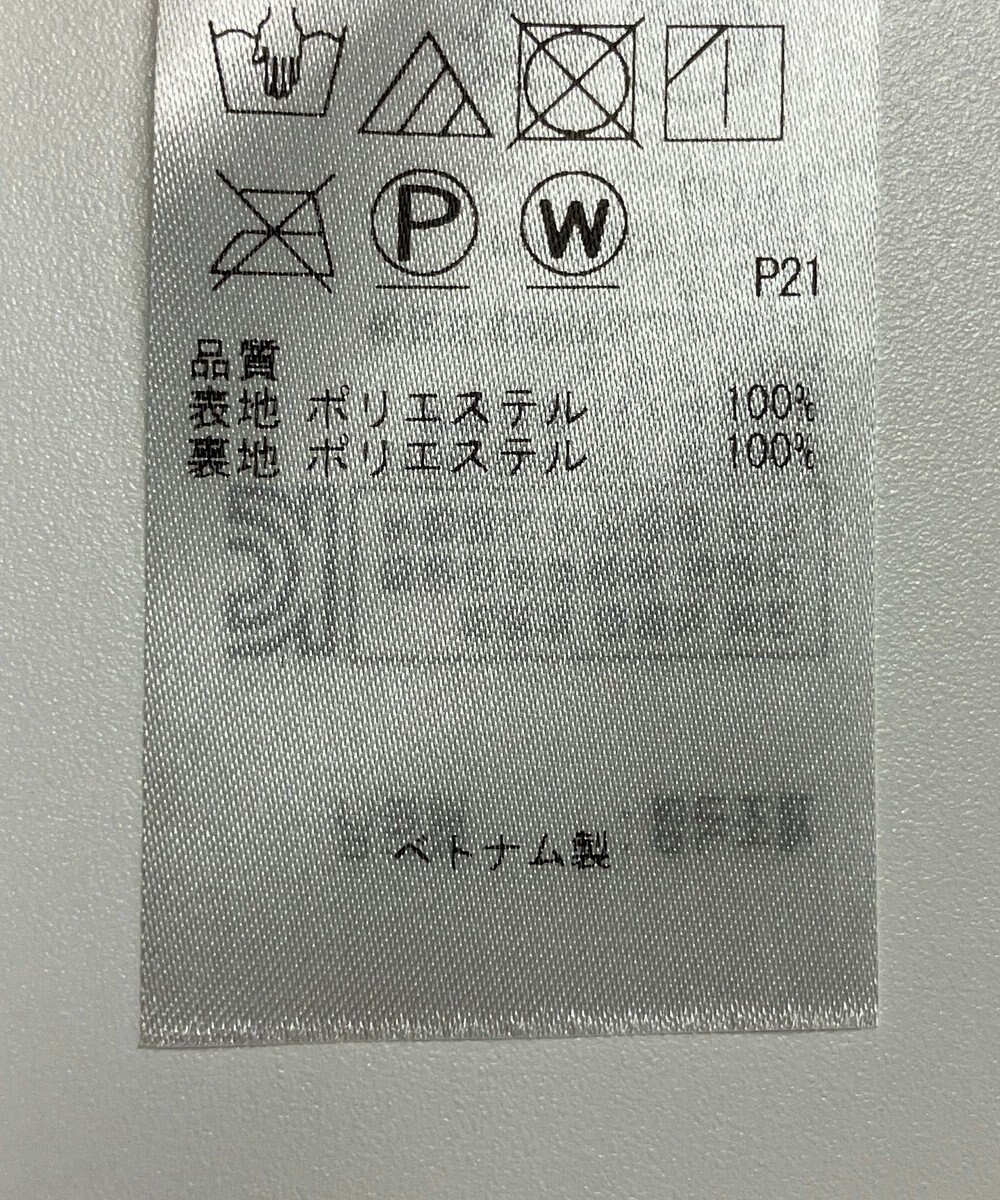 P W
P21
品質
表地 ポリエステル 100%
裏地 ポリエステル 100%
ベトナム製